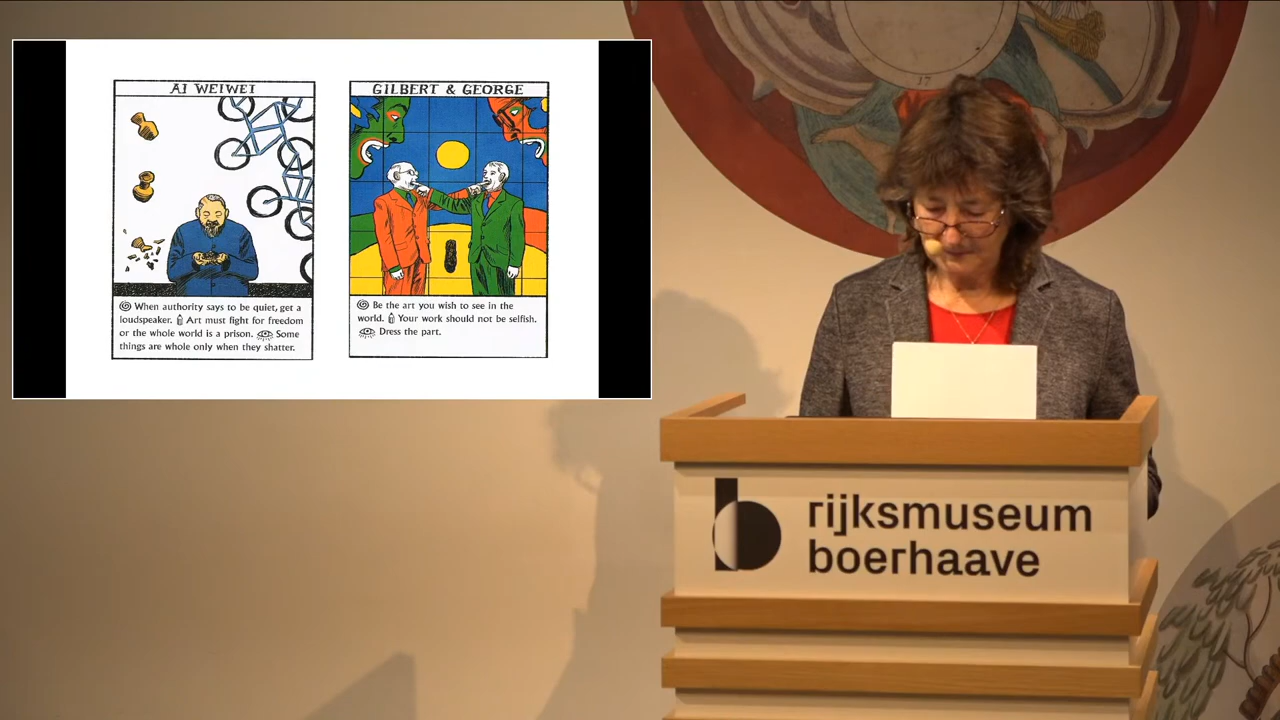 AI WEIWEI
When authority says to be quiet, get a
loudspeaker. Art must fight for freedom
or the whole world is a prison. Some
things are whole only when they shatter.
GILBERT & GEORGE
Be the art you wish to see in the
world. Your work should not be selfish.
Dress the part.
17
b rijksmuseum
boerhaave